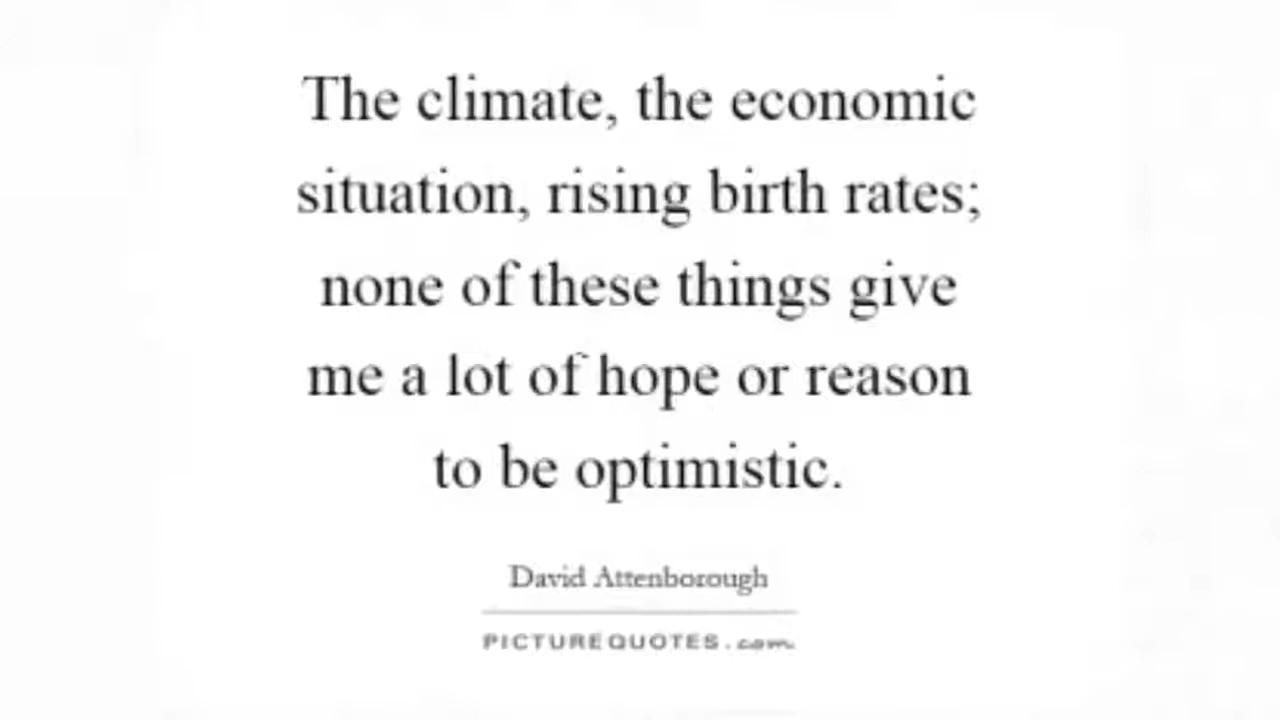 The climate, the economic
situation, rising birth rates;
none of these things give
me a lot of hope or reason
to be optimistic.
David Attenborough
PICTUREQUOTES.com